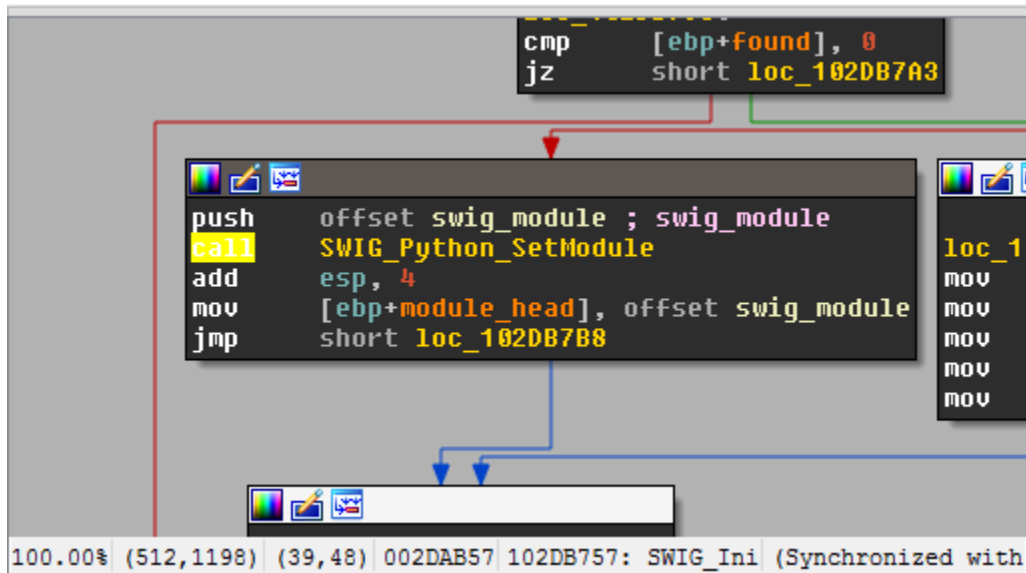 cmp [ebp+found], 0
jz short loc_102DB7A3
push offset swig_module ; swig_module
call SWIG_Python_SetModule
add esp, 4
mov [ebp+module_head], offset swig_module
jmp short loc_102DB7B8
loc_1
mov
mov
mov
mov
mov
100.00% (512,1198) (39,48) 002DAB57 102DB757: SWIG_Ini (Synchronized with